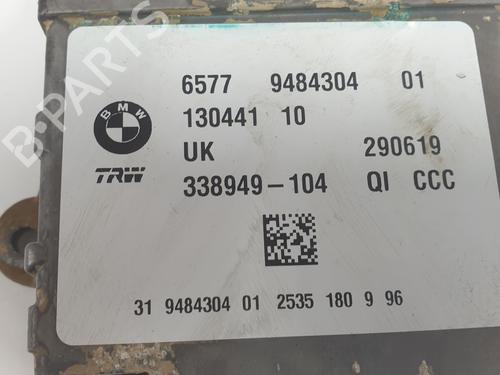 B-PARTS
6577 9484304 01
BMW
130441 10
UK 290619
TRW 338949-104 QI CCC
31 9484304 01 2535 180 9 96